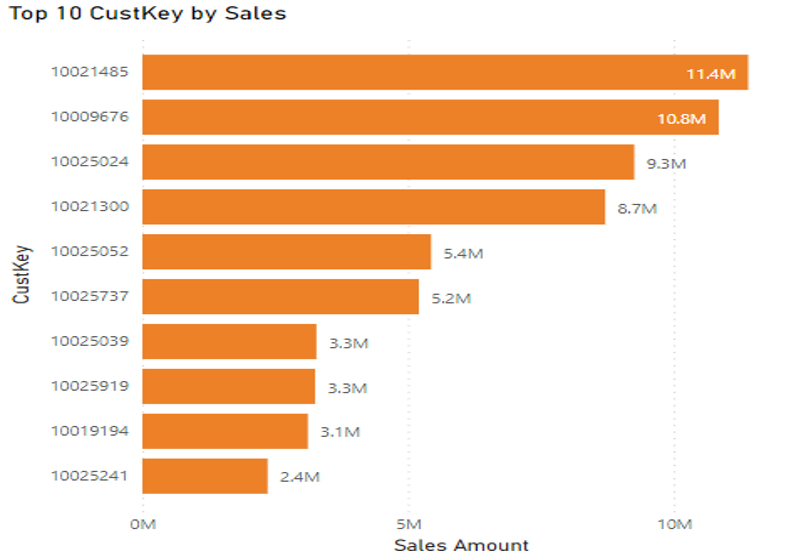 Top 10 CustKey by Sales
CustKey
10021485 11.4M
10009676 10.8M
10025024 9.3M
10021300 8.7M
10025052 5.4M
10025737 5.2M
10025039 3.3M
10025919 3.3M
10019194 3.1M
10025241 2.4M
0M 5M 10M
Sales Amount